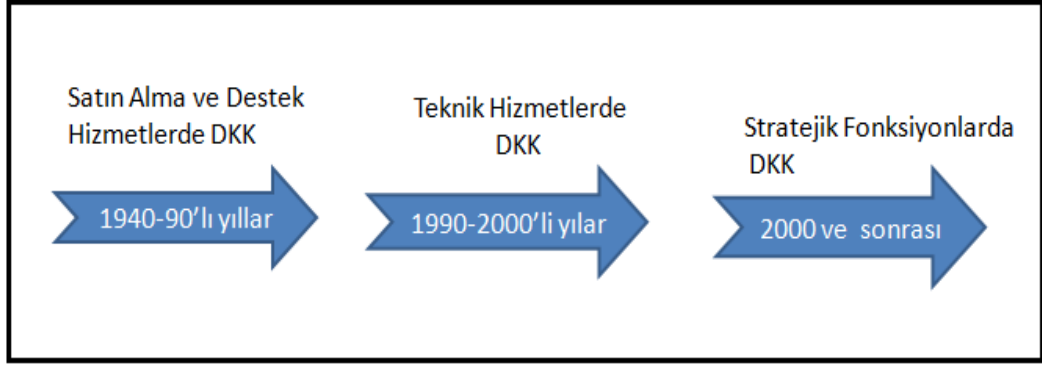 Satın Alma ve Destek
Hizmetlerde DKK
1940-90’lı yıllar
Teknik Hizmetlerde
DKK
1990-2000’li yılar
Stratejik Fonksiyonlarda
DKK
2000 ve sonrası